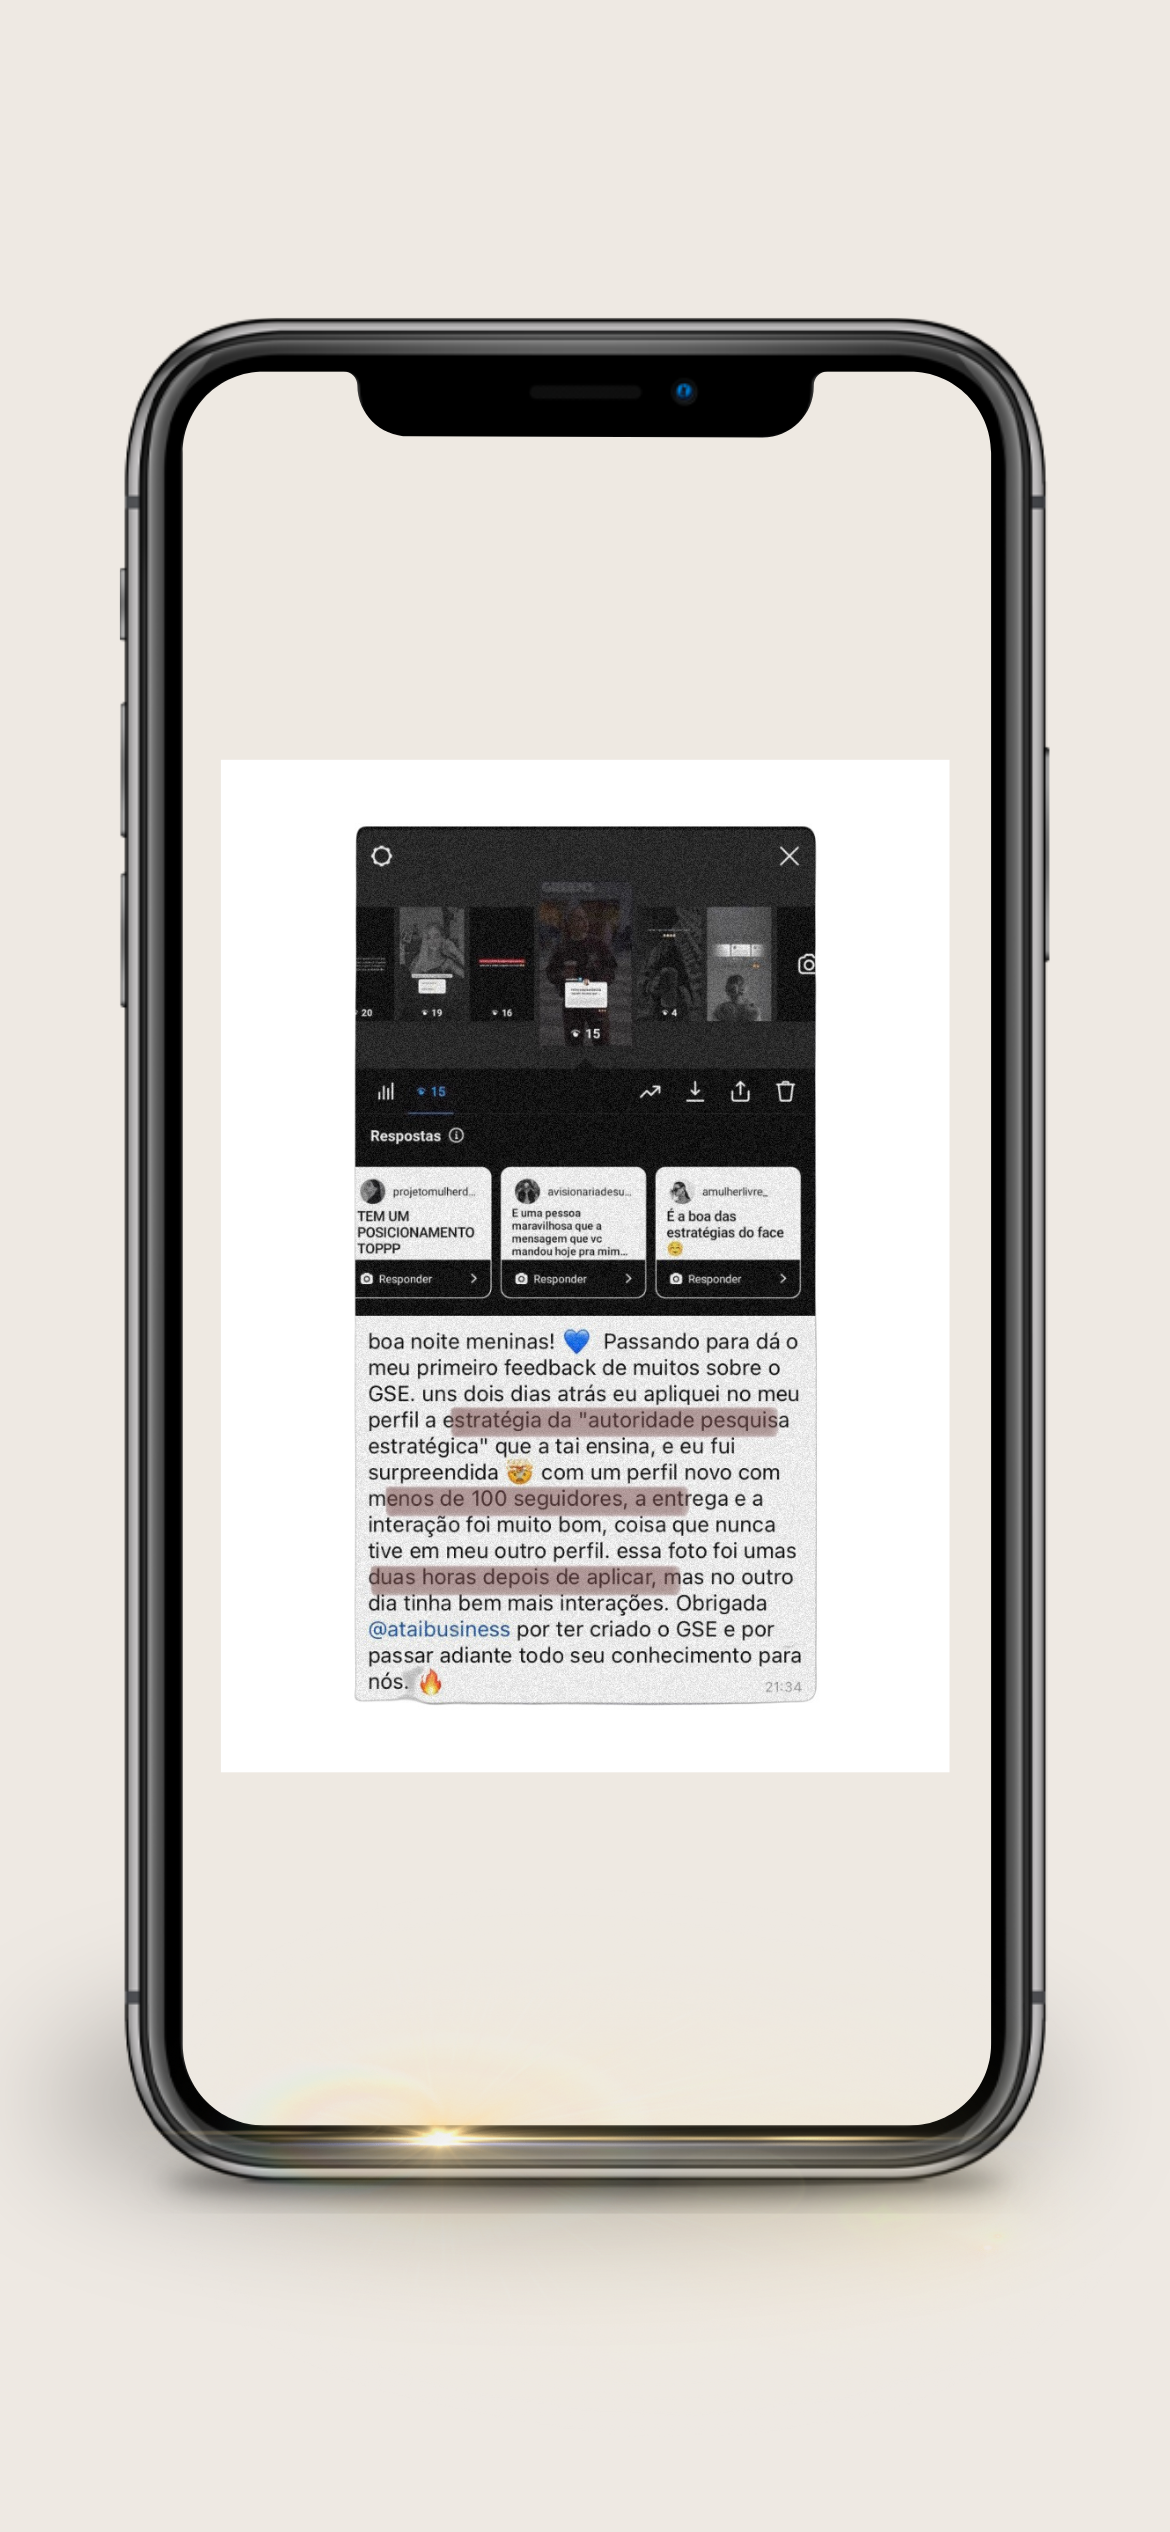 GREENS
20
19
16
15
4
15
Respostas
projetomulherd...
TEM UM
POSICIONAMENTO
TOPPP
Responder
avisionariadesu...
E uma pessoa
maravilhosa que a
mensagem que vc
mandou hoje pra mim...
Responder
amulherlivre_
É a boa das
estratégias do face
☺️
Responder
boa noite meninas! 💙 Passando para dá o
meu primeiro feedback de muitos sobre o
GSE. uns dois dias atrás eu apliquei no meu
perfil a estratégia da "autoridade pesquisa
estratégica" que a tai ensina, e eu fui
surpreendida 🤯 com um perfil novo com
menos de 100 seguidores, a entrega e a
interação foi muito bom, coisa que nunca
tive em meu outro perfil. essa foto foi umas
duas horas depois de aplicar, mas no outro
dia tinha bem mais interações. Obrigada
@ataibusiness por ter criado o GSE e por
passar adiante todo seu conhecimento para
nós. 🔥
21:34